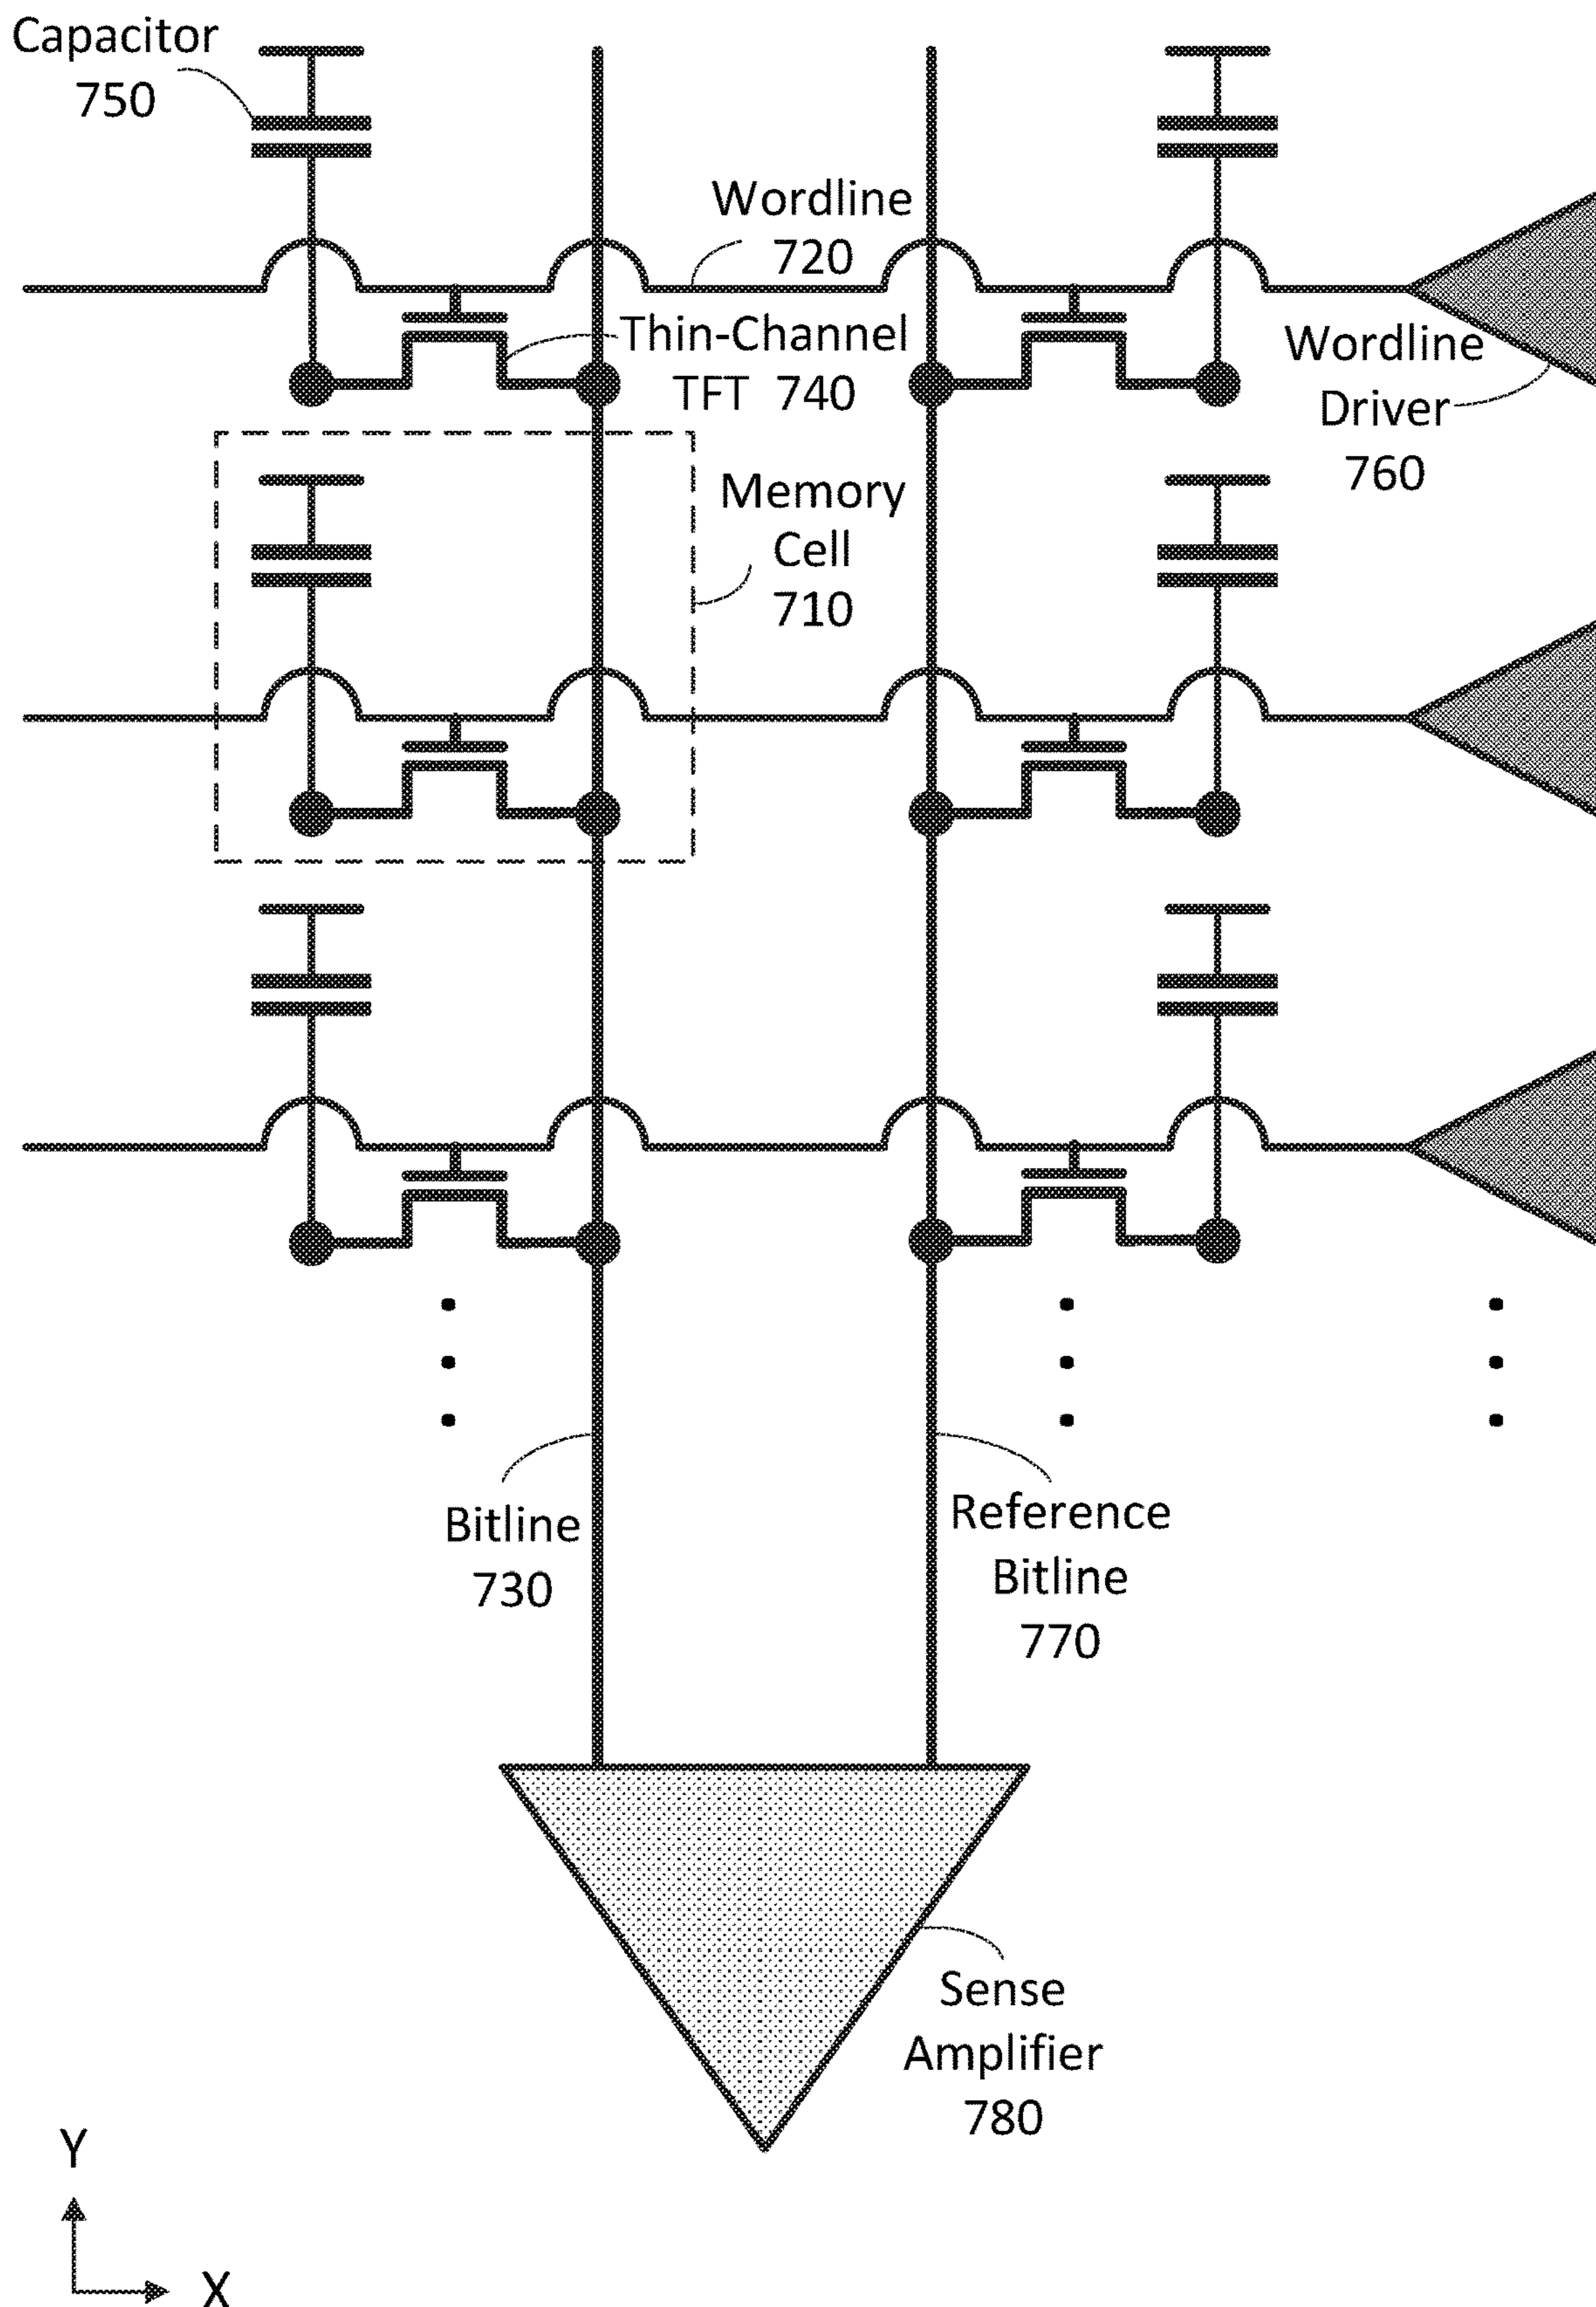 Capacitor
750
Wordline
720
Thin-Channel
TFT 740
Wordline
Driver
760
Memory
Cell
710
Bitline
730
Reference
Bitline
770
Sense
Amplifier
780
Y
X